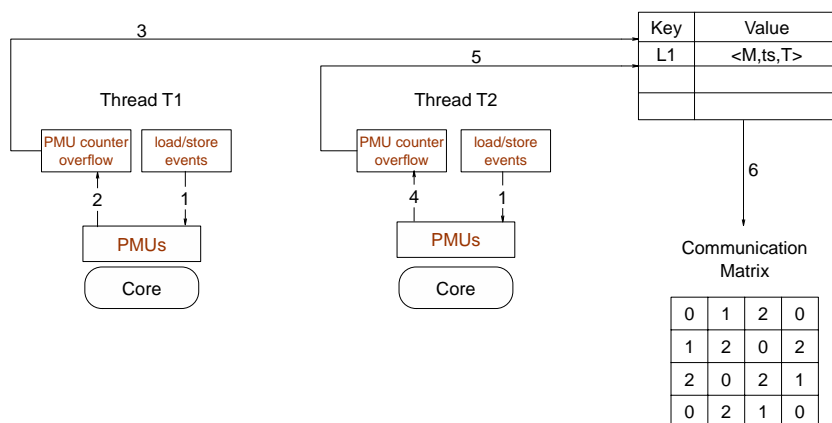 3
5
Key Value
L1 <M,ts,T>
Thread T1
Thread T2
PMU counter
overflow
load/store
events
PMU counter
overflow
load/store
events
2
1
4
1
6
PMUs
PMUs
Core
Core
Communication
Matrix
0 1 2 0
1 2 0 2
2 0 2 1
0 2 1 0